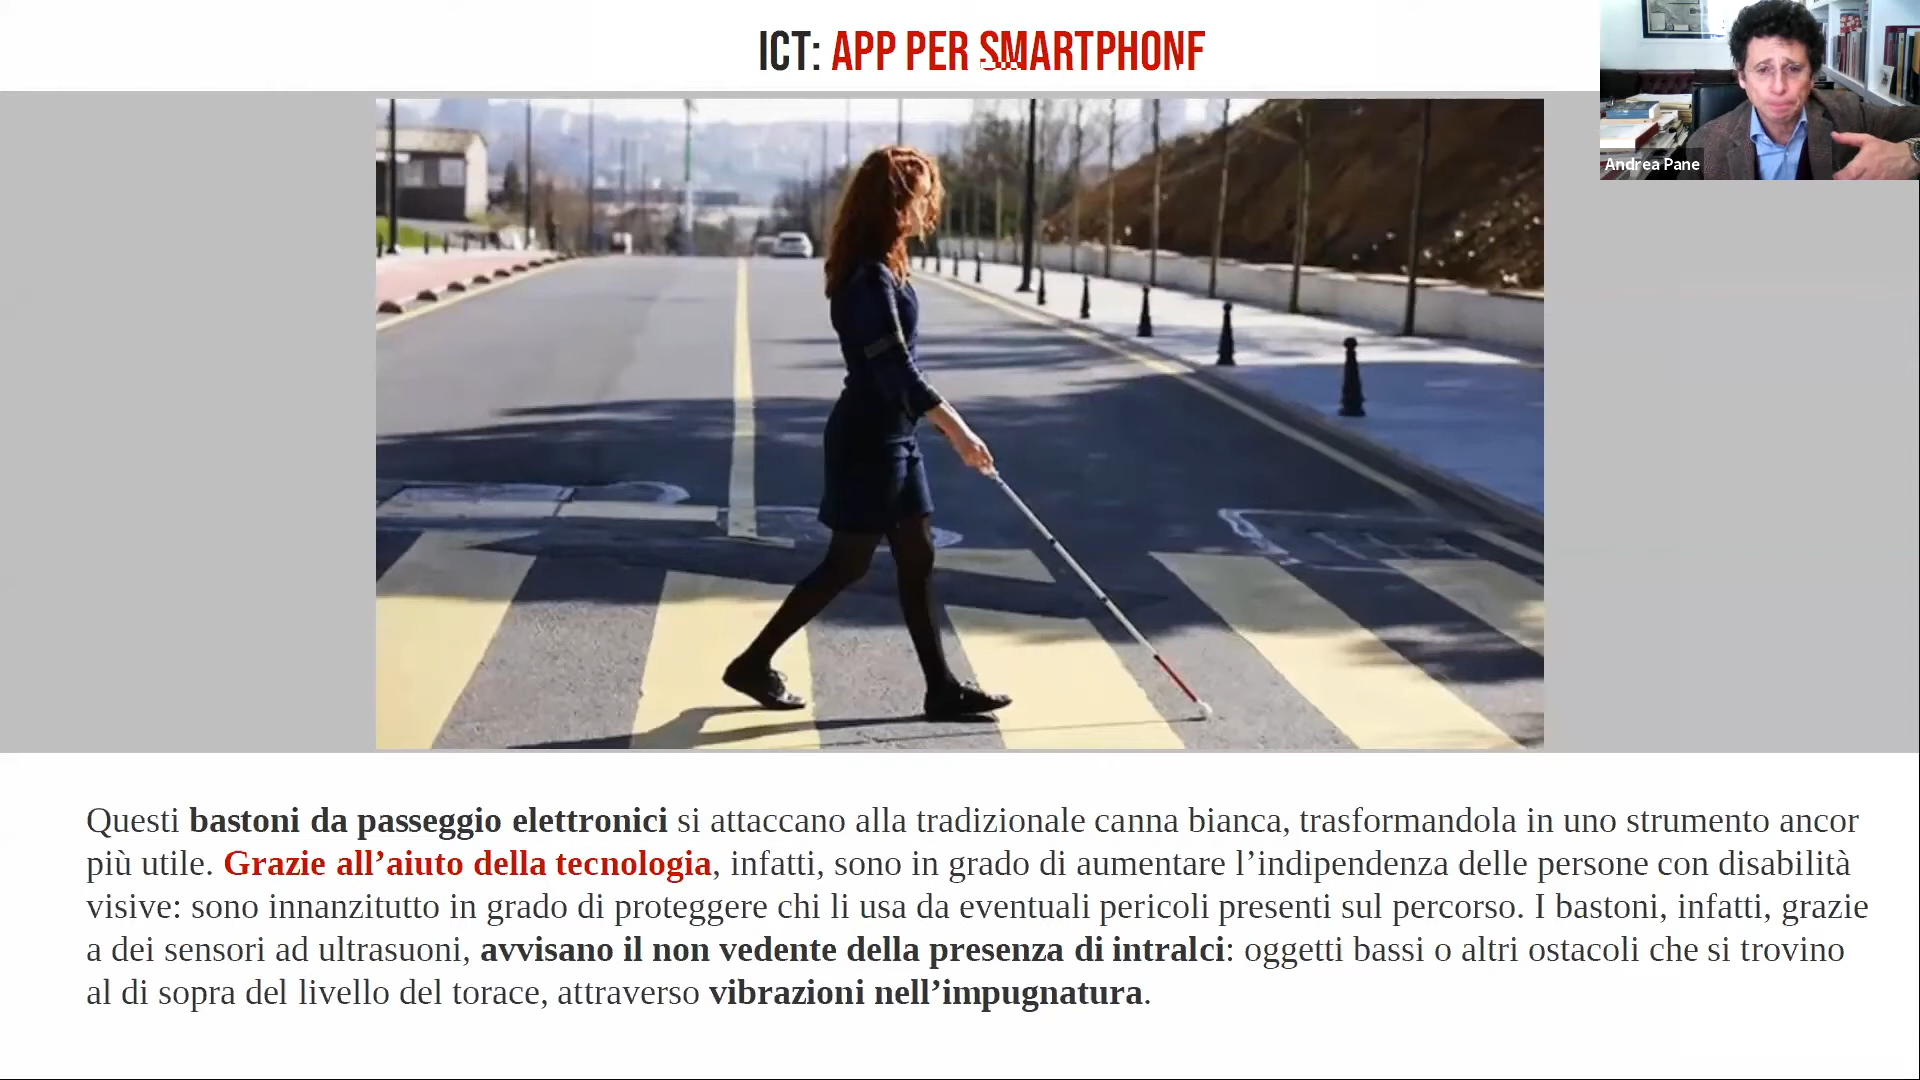 ICT: APP PER SMARTPHONE
Andrea Pane
Questi bastoni da passeggio elettronici si attaccano alla tradizionale canna bianca, trasformandola in uno strumento ancor
più utile. Grazie all’aiuto della tecnologia, infatti, sono in grado di aumentare l’indipendenza delle persone con disabilità
visive: sono innanzitutto in grado di proteggere chi li usa da eventuali pericoli presenti sul percorso. I bastoni, infatti, grazie
a dei sensori ad ultrasuoni, avvisano il non vedente della presenza di intralci: oggetti bassi o altri ostacoli che si trovino
al di sopra del livello del torace, attraverso vibrazioni nell’impugnatura.